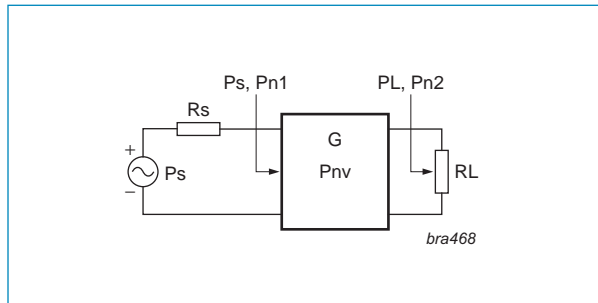 Ps, Pn1
PL, Pn2
Rs
G
Pnv
+
Ps
−
RL
bra468